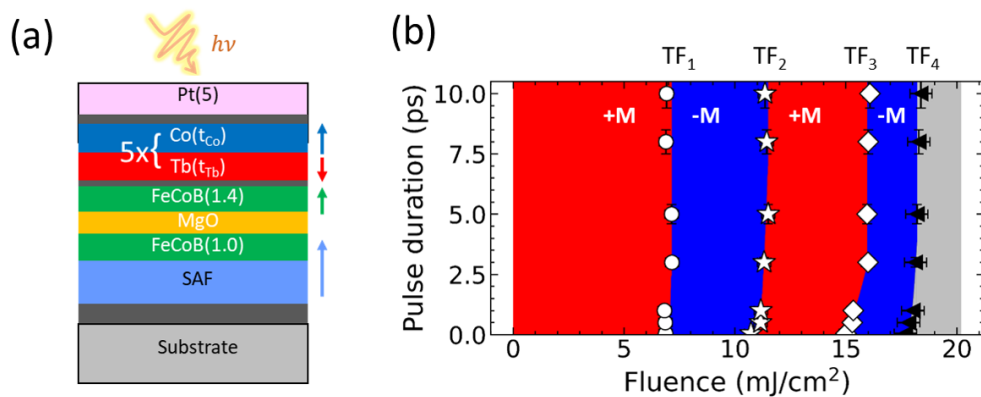 (a)
hν
Pt(5)
5x{
Co(t_Co)
Tb(t_Tb)
FeCoB(1.4)
MgO
FeCoB(1.0)
SAF
Substrate
(b)
TF₁ TF₂ TF₃ TF₄
+M -M +M -M
10.0
7.5
5.0
2.5
0.0
Pulse duration (ps)
0 5 10 15 20
Fluence (mJ/cm²)